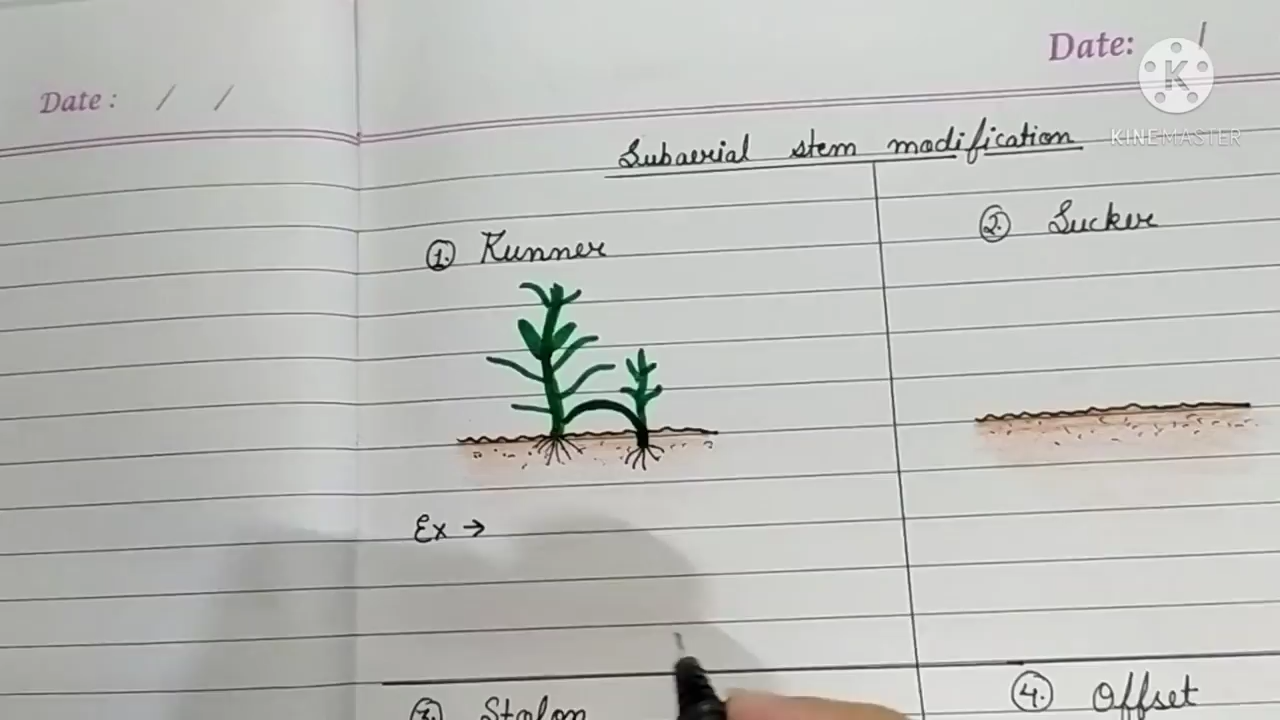 Date:     /
Date :   /   /
KINEMASTER
Subaerial stem modification
② Sucker
① Runner
Ex →
④ Offset
③ Stolon